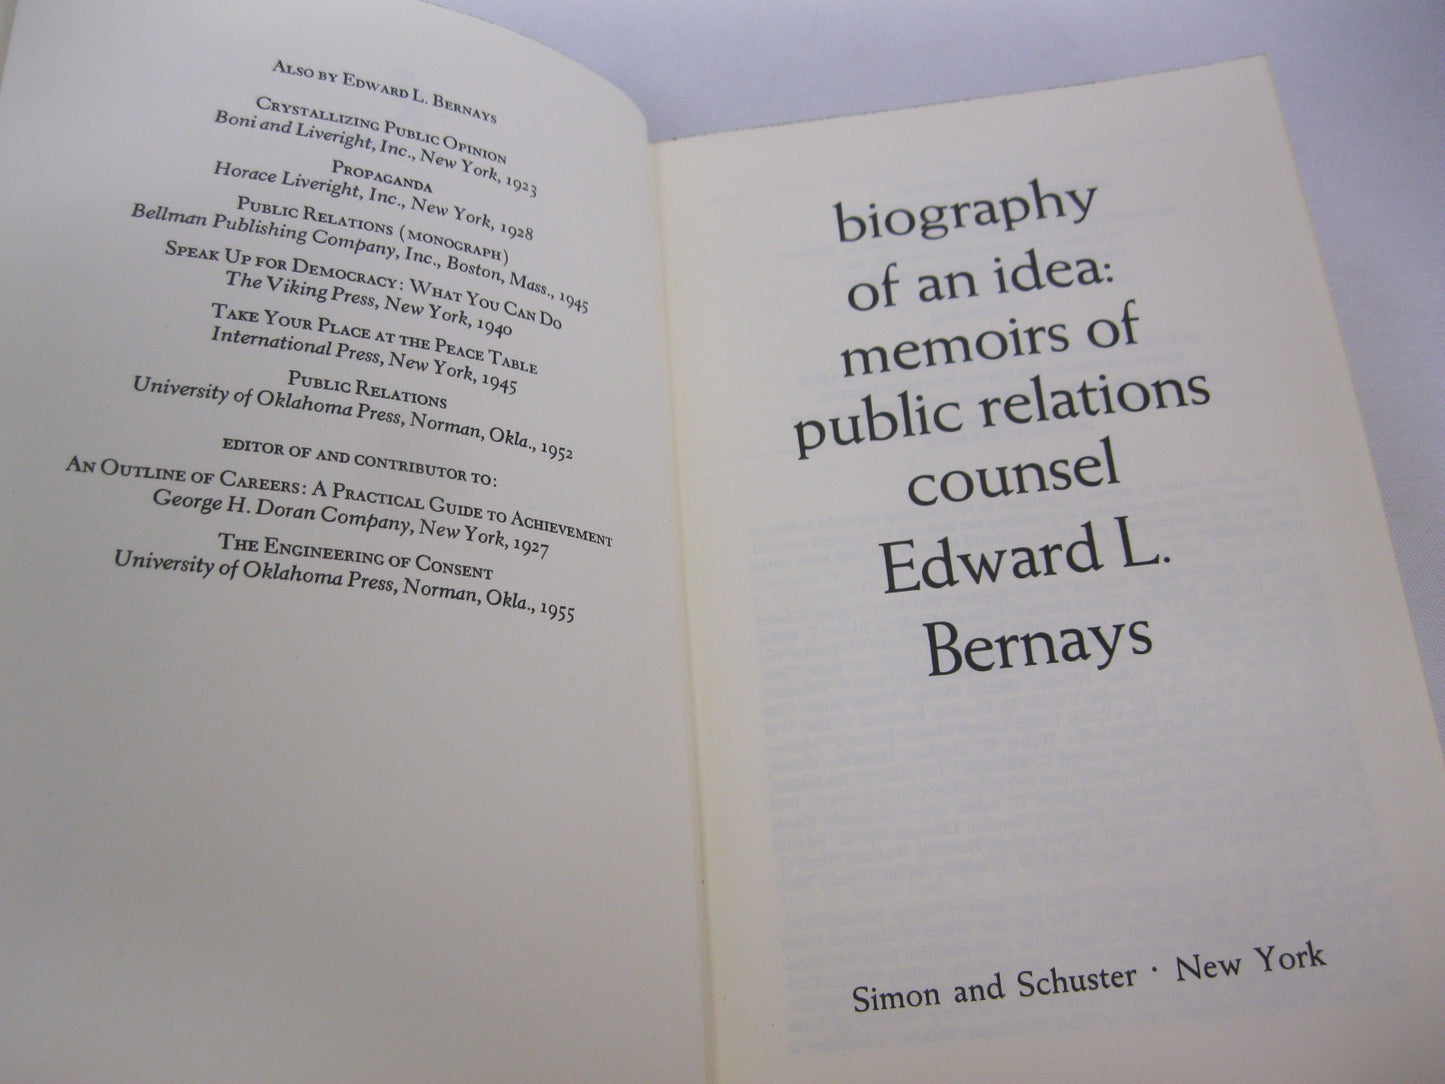 Also by Edward L. Bernays
Crystallizing Public Opinion
Boni and Liveright, Inc., New York, 1923
Propaganda
Horace Liveright, Inc., New York, 1928
Public Relations (monograph)
Bellman Publishing Company, Inc., Boston, Mass., 1945
Speak Up for Democracy: What You Can Do
The Viking Press, New York, 1940
Take Your Place at the Peace Table
International Press, New York, 1945
Public Relations
University of Oklahoma Press, Norman, Okla., 1952
editor of and contributor to:
An Outline of Careers: A Practical Guide to Achievement
George H. Doran Company, New York, 1927
The Engineering of Consent
University of Oklahoma Press, Norman, Okla., 1955
biography
of an idea:
memoirs of
public relations
counsel
Edward L.
Bernays
Simon and Schuster · New York